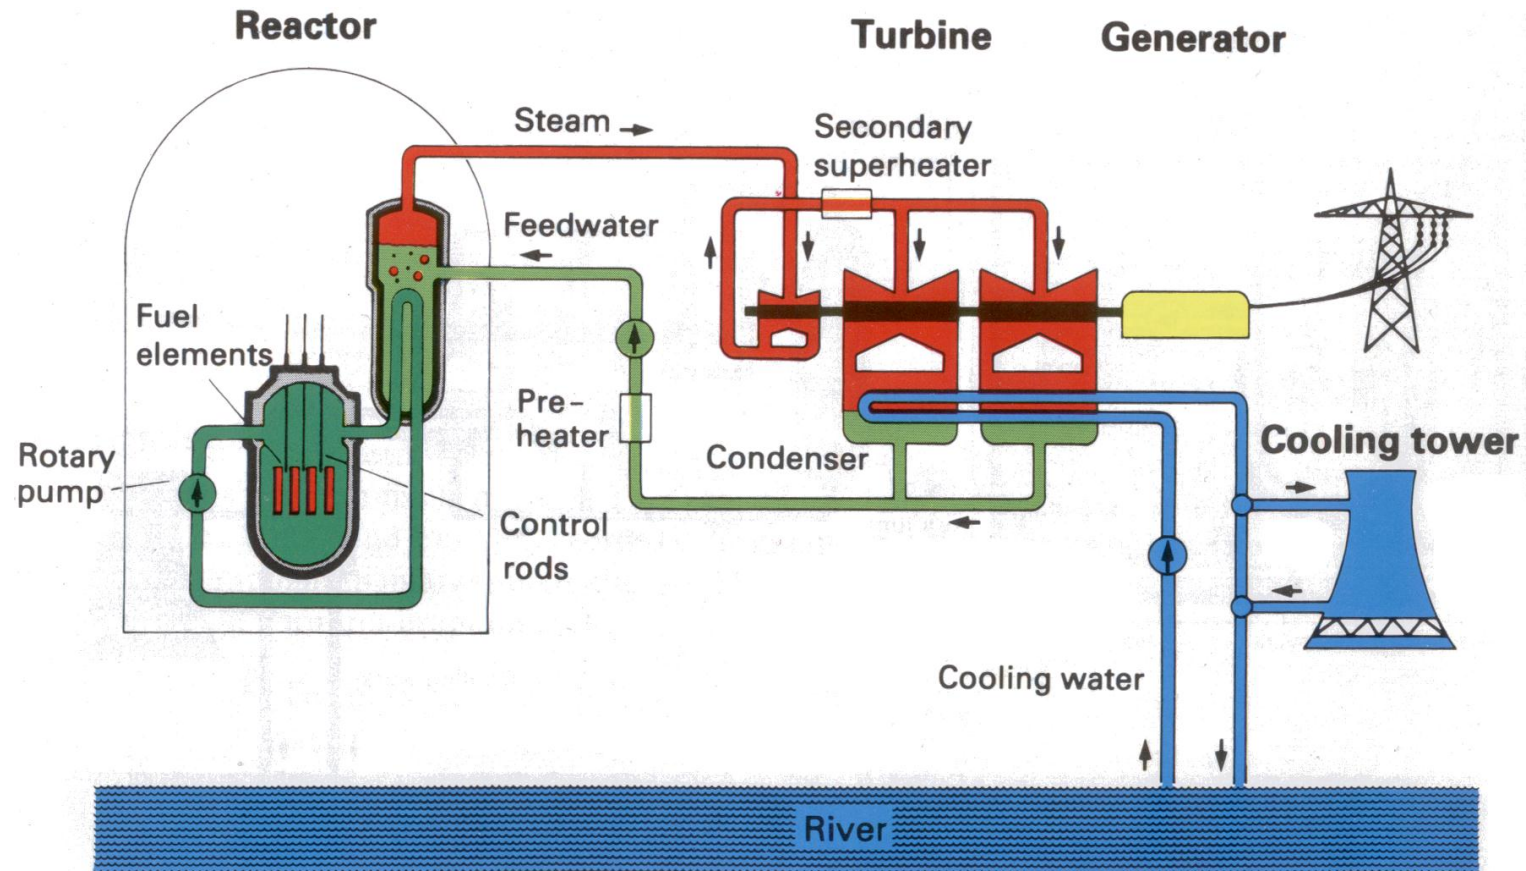 Reactor
Turbine
Generator
Steam
Secondary
superheater
Feedwater
Fuel
elements
Pre-
heater
Rotary
pump
Condenser
Cooling tower
Control
rods
Cooling water
River